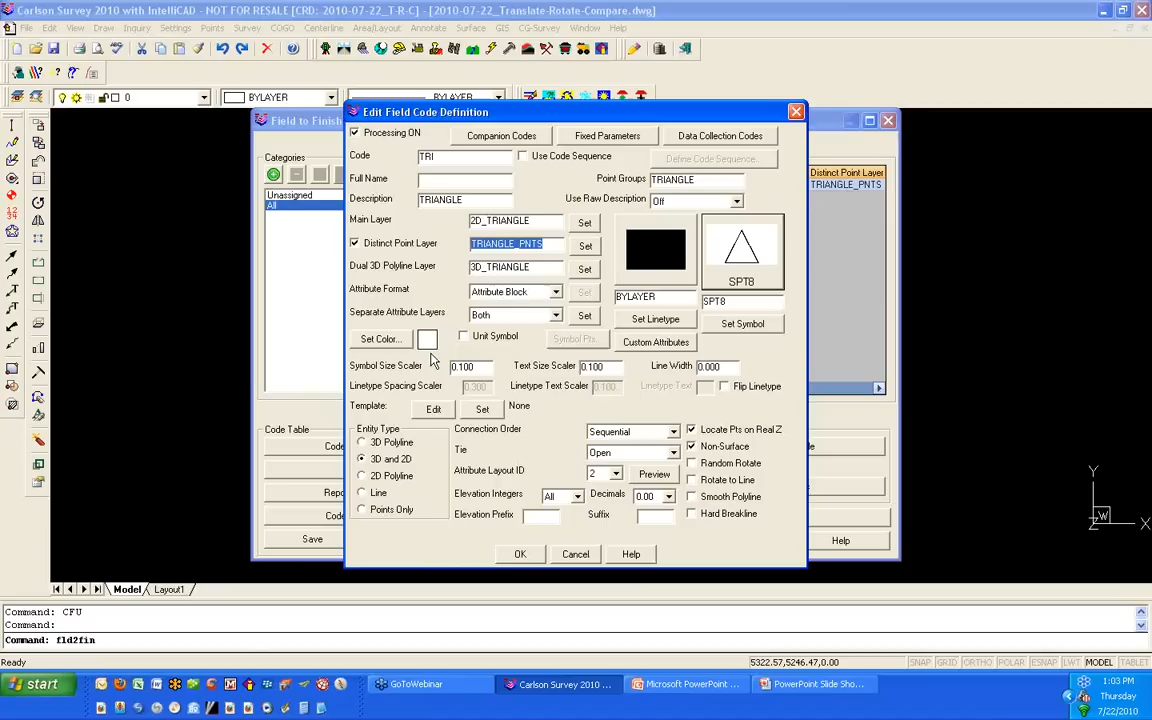 Carlson Survey 2010 with IntelliCAD - NOT FOR RESALE [CRD: 2010-07-22_T-R-C] - [2010-07-22_Translate-Rotate-Compare.dwg]
File Edit View Draw Inquiry Settings Points Survey COGO Centerline Area/Layout Annotate Surface GIS CG-Survey Window Help
0 BYLAYER BYLAYER
Field to Finish
Edit Field Code Definition
Categories
Unassigned
All
Processing ON Companion Codes Fixed Parameters Data Collection Codes
Code TRI Use Code Sequence Define Code Sequence
Full Name Point Groups TRIANGLE
Description TRIANGLE Use Raw Description Off
Main Layer 2D_TRIANGLE Set
Distinct Point Layer TRIANGLE_PNTS Set
Dual 3D Polyline Layer 3D_TRIANGLE Set
SPT8
Attribute Format Attribute Block Set BYLAYER SPT8
Separate Attribute Layers Both Set Set Linetype Set Symbol
Set Color... Unit Symbol Symbol Pts... Custom Attributes
Symbol Size Scaler 0.100 Text Size Scaler 0.100 Line Width 0.000
Linetype Spacing Scaler 0.300 Linetype Text Scaler 0.100 Linetype Text Flip Linetype
Template: Edit Set None
Entity Type
3D Polyline
3D and 2D
2D Polyline
Line
Points Only
Connection Order Sequential Locate Pts on Real Z
Tie Open Non-Surface
Attribute Layout ID 2 Preview Random Rotate
Rotate to Line
Elevation Integers All Decimals 0.00 Smooth Polyline
Elevation Prefix Suffix Hard Breakline
OK Cancel Help
Distinct Point Layer
TRIANGLE_PNTS
Code Table
Save
Help
Y
W
Z X
Model Layout1
Command: CFU
Command:
Command: fld2fin
Ready 5322.57,5246.47,0.00 SNAP GRID ORTHO POLAR ESNAP LWT MODEL TABLET
start GoToWebinar Carlson Survey 2010 ... Microsoft PowerPoint ... PowerPoint Slide Sho...
1:03 PM
Thursday
7/22/2010